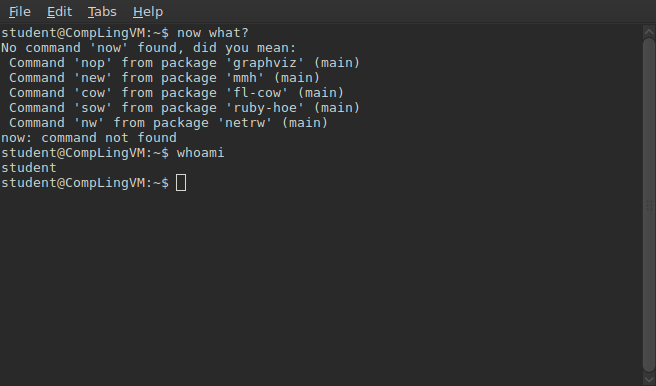 File Edit Tabs Help
student@CompLingVM:~$ now what?
No command 'now' found, did you mean:
 Command 'nop' from package 'graphviz' (main)
 Command 'new' from package 'mmh' (main)
 Command 'cow' from package 'fl-cow' (main)
 Command 'sow' from package 'ruby-hoe' (main)
 Command 'nw' from package 'netrw' (main)
now: command not found
student@CompLingVM:~$ whoami
student
student@CompLingVM:~$